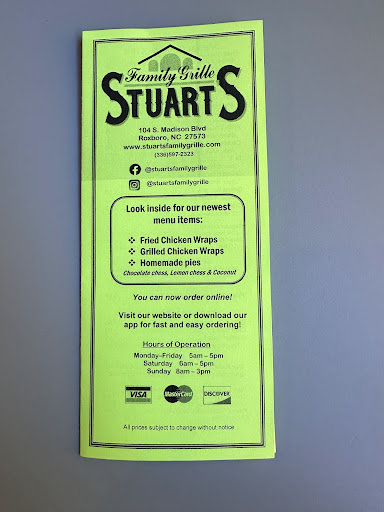 Family Grille
STUARTS
104 S. Madison Blvd
Roxboro, NC 27573
www.stuartsfamilygrille.com
(336)597-2323
@stuartsfamilygrille
@stuartsfamilygrille
Look inside for our newest
menu items:
❖ Fried Chicken Wraps
❖ Grilled Chicken Wraps
❖ Homemade pies
Chocolate chess, Lemon chess & Coconut
You can now order online!
Visit our website or download our
app for fast and easy ordering!
Hours of Operation
Monday-Friday 5am – 5pm
Saturday 6am – 5pm
Sunday 8am – 3pm
VISA MasterCard DISCOVER
All prices subject to change without notice